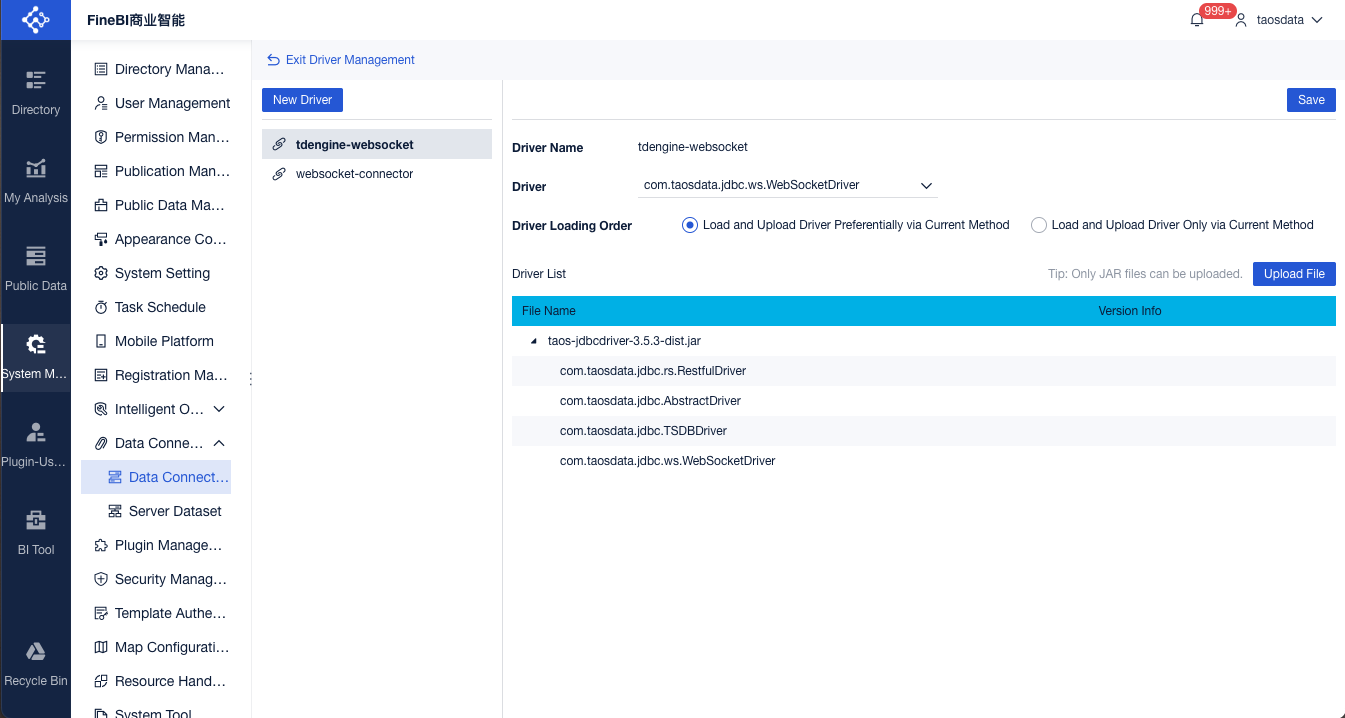 FineBI商业智能
999+
taosdata
Directory
My Analysis
Public Data
System M...
Plugin-Us...
BI Tool
Recycle Bin
Directory Mana...
User Management
Permission Man...
Publication Man...
Public Data Ma...
Appearance Co...
System Setting
Task Schedule
Mobile Platform
Registration Ma...
Intelligent O...
Data Conne...
Data Connect...
Server Dataset
Plugin Manage...
Security Manag...
Template Authe...
Map Configurati...
Resource Hand...
System Tool
Exit Driver Management
New Driver
tdengine-websocket
websocket-connector
Save
Driver Name tdengine-websocket
Driver com.taosdata.jdbc.ws.WebSocketDriver
Driver Loading Order Load and Upload Driver Preferentially via Current Method Load and Upload Driver Only via Current Method
Driver List Tip: Only JAR files can be uploaded. Upload File
File Name Version Info
taos-jdbcdriver-3.5.3-dist.jar
com.taosdata.jdbc.rs.RestfulDriver
com.taosdata.jdbc.AbstractDriver
com.taosdata.jdbc.TSDBDriver
com.taosdata.jdbc.ws.WebSocketDriver